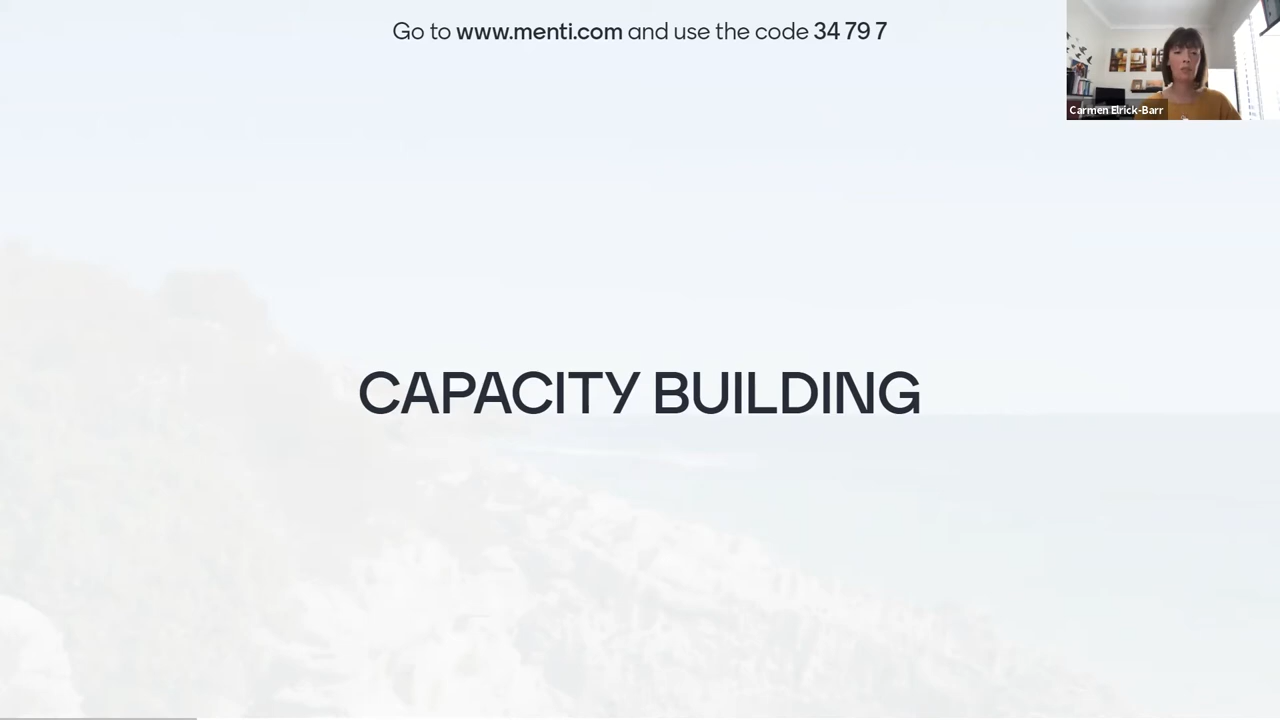 Go to www.menti.com and use the code 34 79 7
Carmen Elrick-Barr
CAPACITY BUILDING